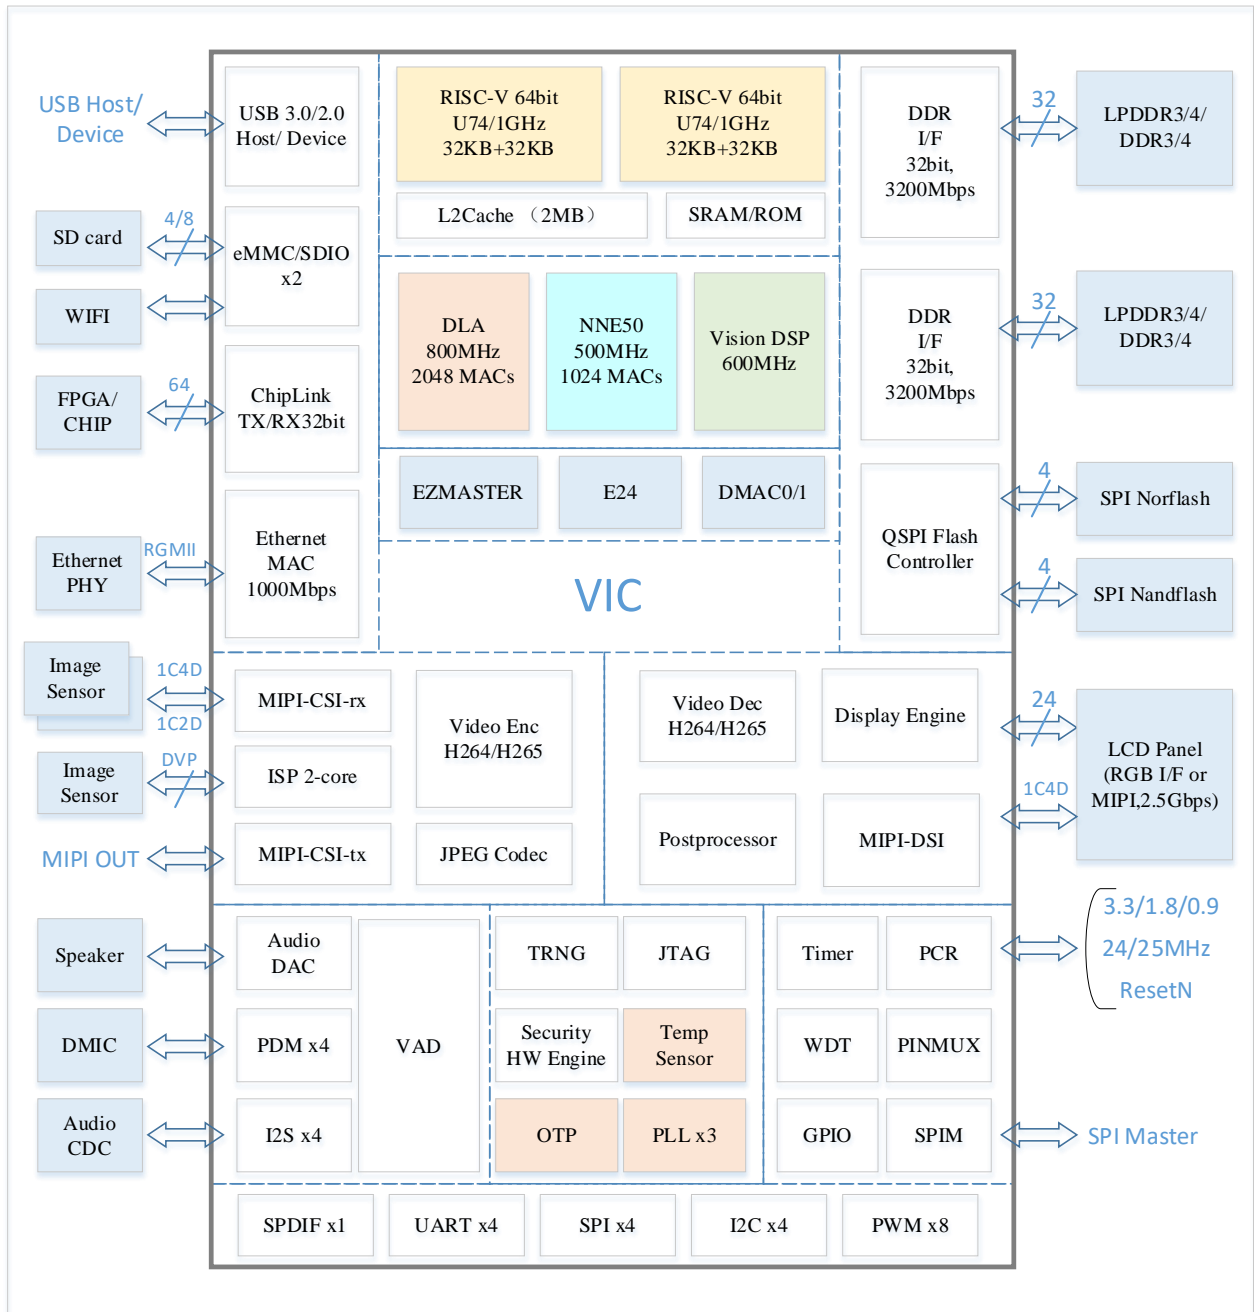 USB Host/
Device
USB 3.0/2.0
Host/ Device
RISC-V 64bit
U74/1GHz
32KB+32KB
RISC-V 64bit
U74/1GHz
32KB+32KB
L2Cache （2MB）
SRAM/ROM
DDR
I/F
32bit,
3200Mbps
32
LPDDR3/4/
DDR3/4
SD card
4/8
eMMC/SDIO
x2
WIFI
DLA
800MHz
2048 MACs
NNE50
500MHz
1024 MACs
Vision DSP
600MHz
DDR
I/F
32bit,
3200Mbps
32
LPDDR3/4/
DDR3/4
FPGA/
CHIP
64
ChipLink
TX/RX32bit
EZMASTER
E24
DMAC0/1
QSPI Flash
Controller
4
SPI Norflash
4
SPI Nandflash
Ethernet
PHY
RGMII
Ethernet
MAC
1000Mbps
VIC
Image
Sensor
1C4D
1C2D
MIPI-CSI-rx
Image
Sensor
DVP
ISP 2-core
MIPI OUT
MIPI-CSI-tx
Video Enc
H264/H265
JPEG Codec
Video Dec
H264/H265
Display Engine
Postprocessor
MIPI-DSI
24
1C4D
LCD Panel
(RGB I/F or
MIPI,2.5Gbps)
Speaker
Audio
DAC
DMIC
PDM x4
Audio
CDC
I2S x4
VAD
TRNG
JTAG
Security
HW Engine
Temp
Sensor
OTP
PLL x3
Timer
PCR
WDT
PINMUX
GPIO
SPIM
3.3/1.8/0.9
24/25MHz
ResetN
SPI Master
SPDIF x1
UART x4
SPI x4
I2C x4
PWM x8